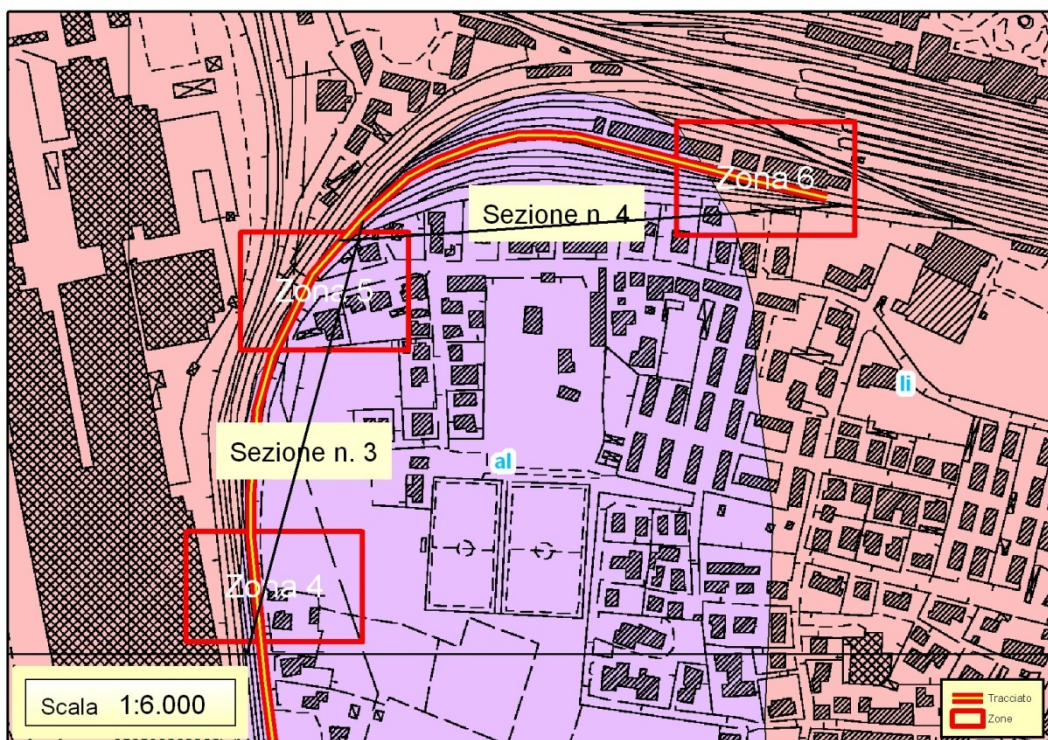 Zona 6
Sezione n. 4
Zona 5
li
Sezione n. 3
al
Zona 4
Scala 1:6.000
Tracciato
Zone